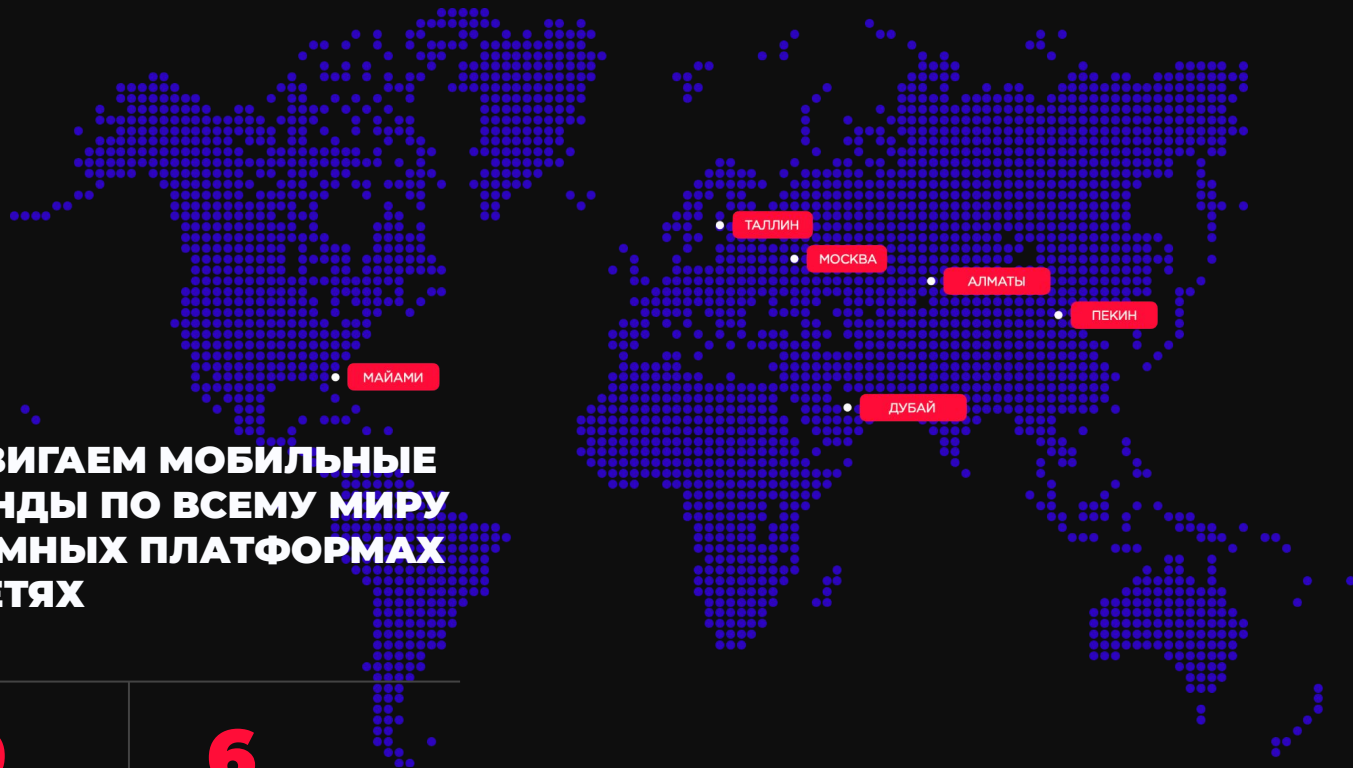 ТАЛЛИН
МОСКВА
АЛМАТЫ
ПЕКИН
МАЙАМИ
ДУБАЙ
ВИГАЕМ МОБИЛЬНЫЕ
НДЫ ПО ВСЕМУ МИРУ
МНЫХ ПЛАТФОРМАХ
ЕТЯХ
6